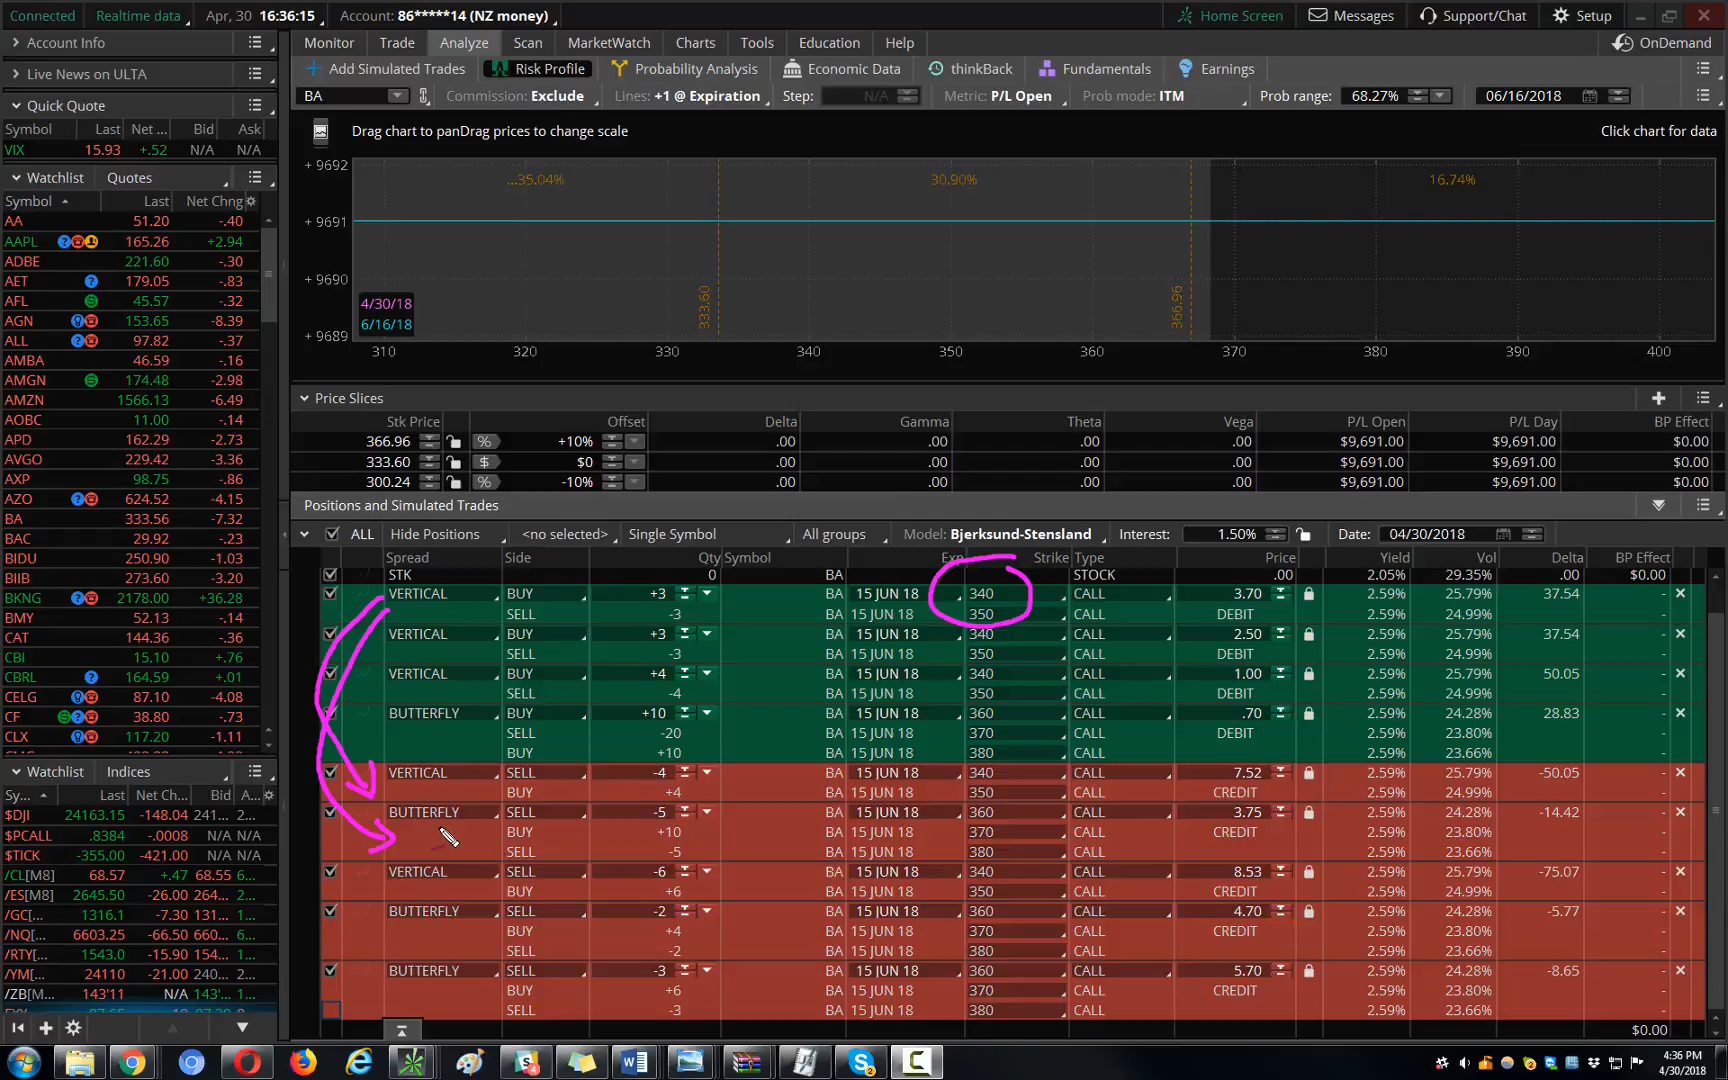 Connected Realtime data Apr, 30 16:36:15 Account: 86*****14 (NZ money) Home Screen Messages Support/Chat Setup
Account Info Monitor Trade Analyze Scan MarketWatch Charts Tools Education Help OnDemand
Live News on ULTA Add Simulated Trades Risk Profile Probability Analysis Economic Data thinkBack Fundamentals Earnings
Quick Quote BA Commission: Exclude Lines: +1 @ Expiration Step: N/A Metric: P/L Open Prob mode: ITM Prob range: 68.27% 06/16/2018
Symbol Last Net ... Bid Ask
VIX 15.93 +.52 N/A N/A
Drag chart to panDrag prices to change scale Click chart for data
+ 9692
...35.04% 30.90% 16.74%
+ 9691
+ 9690
+ 9689
333.60 366.96
4/30/18
6/16/18
310 320 330 340 350 360 370 380 390 400
Watchlist Quotes
Symbol Last Net Chng
AA 51.20 -.40
AAPL 165.26 +2.94
ADBE 221.60 -.30
AET 179.05 -.83
AFL 45.57 -.32
AGN 153.65 -8.39
ALL 97.82 -.37
AMBA 46.59 -.16
AMGN 174.48 -2.98
AMZN 1566.13 -6.49
AOBC 11.00 -.14
APD 162.29 -2.73
AVGO 229.42 -3.36
AXP 98.75 -.86
AZO 624.52 -4.15
BA 333.56 -7.32
BAC 29.92 -.23
BIDU 250.90 -1.03
BIIB 273.60 -3.20
BKNG 2178.00 +36.28
BMY 52.13 -.14
CAT 144.36 -.36
CBI 15.10 +.76
CBRL 164.59 +.01
CELG 87.10 -4.08
CF 38.80 -.73
CLX 117.20 -1.11
Price Slices
Stk Price Offset Delta Gamma Theta Vega P/L Open P/L Day BP Effect
366.96 % +10% .00 .00 .00 .00 $9,691.00 $9,691.00 $0.00
333.60 $ $0 .00 .00 .00 .00 $9,691.00 $9,691.00 $0.00
300.24 % -10% .00 .00 .00 .00 $9,691.00 $9,691.00 $0.00
Positions and Simulated Trades
ALL Hide Positions <no selected> Single Symbol All groups Model: Bjerksund-Stensland Interest: 1.50% Date: 04/30/2018
Spread Side Qty Symbol Exp Strike Type Price Yield Vol Delta BP Effect
STK 0 BA STOCK .00 2.05% 29.35% .00 $0.00
VERTICAL BUY +3 BA 15 JUN 18 340 CALL 3.70 2.59% 25.79% 37.54 -
SELL -3 BA 15 JUN 18 350 CALL DEBIT 2.59% 24.99%
VERTICAL BUY +3 BA 15 JUN 18 340 CALL 2.50 2.59% 25.79% 37.54 -
SELL -3 BA 15 JUN 18 350 CALL DEBIT 2.59% 24.99%
VERTICAL BUY +4 BA 15 JUN 18 340 CALL 1.00 2.59% 25.79% 50.05 -
SELL -4 BA 15 JUN 18 350 CALL DEBIT 2.59% 24.99%
BUTTERFLY BUY +10 BA 15 JUN 18 360 CALL .70 2.59% 24.28% 28.83 -
SELL -20 BA 15 JUN 18 370 CALL DEBIT 2.59% 23.80%
BUY +10 BA 15 JUN 18 380 CALL 2.59% 23.66%
VERTICAL SELL -4 BA 15 JUN 18 340 CALL 7.52 2.59% 25.79% -50.05 -
BUY +4 BA 15 JUN 18 350 CALL CREDIT 2.59% 24.99%
BUTTERFLY SELL -5 BA 15 JUN 18 360 CALL 3.75 2.59% 24.28% -14.42 -
BUY +10 BA 15 JUN 18 370 CALL CREDIT 2.59% 23.80%
SELL -5 BA 15 JUN 18 380 CALL 2.59% 23.66%
VERTICAL SELL -6 BA 15 JUN 18 340 CALL 8.53 2.59% 25.79% -75.07 -
BUY +6 BA 15 JUN 18 350 CALL CREDIT 2.59% 24.99%
BUTTERFLY SELL -2 BA 15 JUN 18 360 CALL 4.70 2.59% 24.28% -5.77 -
BUY +4 BA 15 JUN 18 370 CALL CREDIT 2.59% 23.80%
SELL -2 BA 15 JUN 18 380 CALL 2.59% 23.66%
BUTTERFLY SELL -3 BA 15 JUN 18 360 CALL 5.70 2.59% 24.28% -8.65 -
BUY +6 BA 15 JUN 18 370 CALL CREDIT 2.59% 23.80%
SELL -3 BA 15 JUN 18 380 CALL 2.59% 23.66%
$0.00
Watchlist Indices
Sy... Last Net Ch... Bid A...
$DJI 24163.15 -148.04 241... ...
$PCALL .8384 -.0008 N/A N/A
$TICK -355.00 -421.00 N/A N/A
/CL[M8] 68.57 +.47 68.55 6...
/ES[M8] 2645.50 -26.00 264... ...
/GC[... 1316.1 -7.30 131... ...
/NQ[... 6603.25 -66.50 660... ...
/RTY[... 1543.0 -15.90 154... ...
/YM[... 24110 -21.00 240... ...
/ZB[M... 143'11 N/A 143'... 1...
4:36 PM
4/30/2018